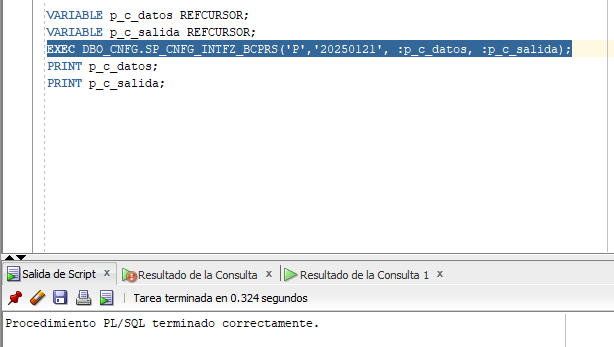 VARIABLE p_c_datos REFCURSOR;
VARIABLE p_c_salida REFCURSOR;
EXEC DBO_CNFG.SP_CNFG_INTFZ_BCPRS('P','20250121', :p_c_datos, :p_c_salida);
PRINT p_c_datos;
PRINT p_c_salida;
Salida de Script x Resultado de la Consulta x Resultado de la Consulta 1 x
Tarea terminada en 0.324 segundos
Procedimiento PL/SQL terminado correctamente.